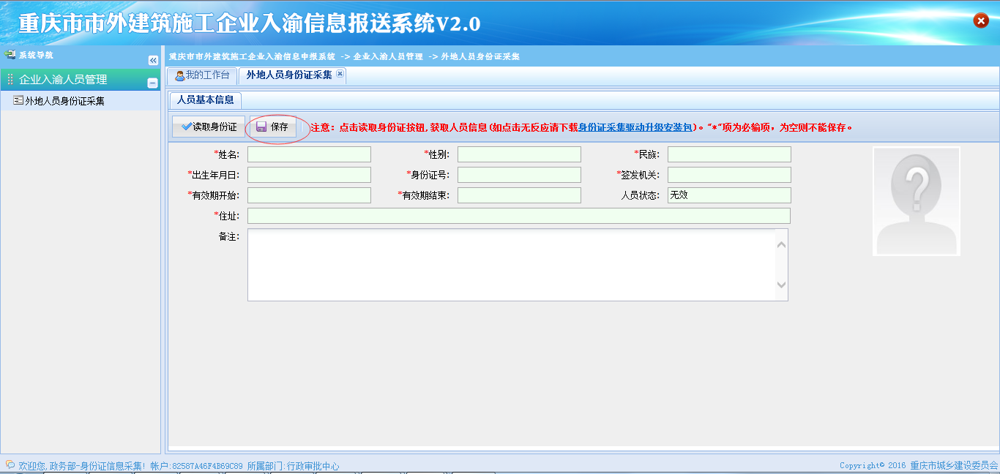 重庆市市外建筑施工企业入渝信息报送系统V2.0
系统导航
重庆市市外建筑施工企业入渝信息申报系统 -> 企业入渝人员管理 -> 外地人员身份证采集
企业入渝人员管理
外地人员身份证采集
我的工作台 外地人员身份证采集
人员基本信息
读取身份证 保存 注意：点击读取身份证按钮,获取人员信息(如点击无反应请下载身份证采集驱动升级安装包)。"*"项为必输项，为空则不能保存。
*姓名: *性别: *民族:
*出生年月日: *身份证号: *签发机关:
*有效期开始: *有效期结束: 人员状态: 无效
*住址:
备注:
欢迎您,政务部-身份证信息采集! 帐户:82587A46F4B69C89 所属部门:行政审批中心
Copyright© 2016 重庆市城乡建设委员会